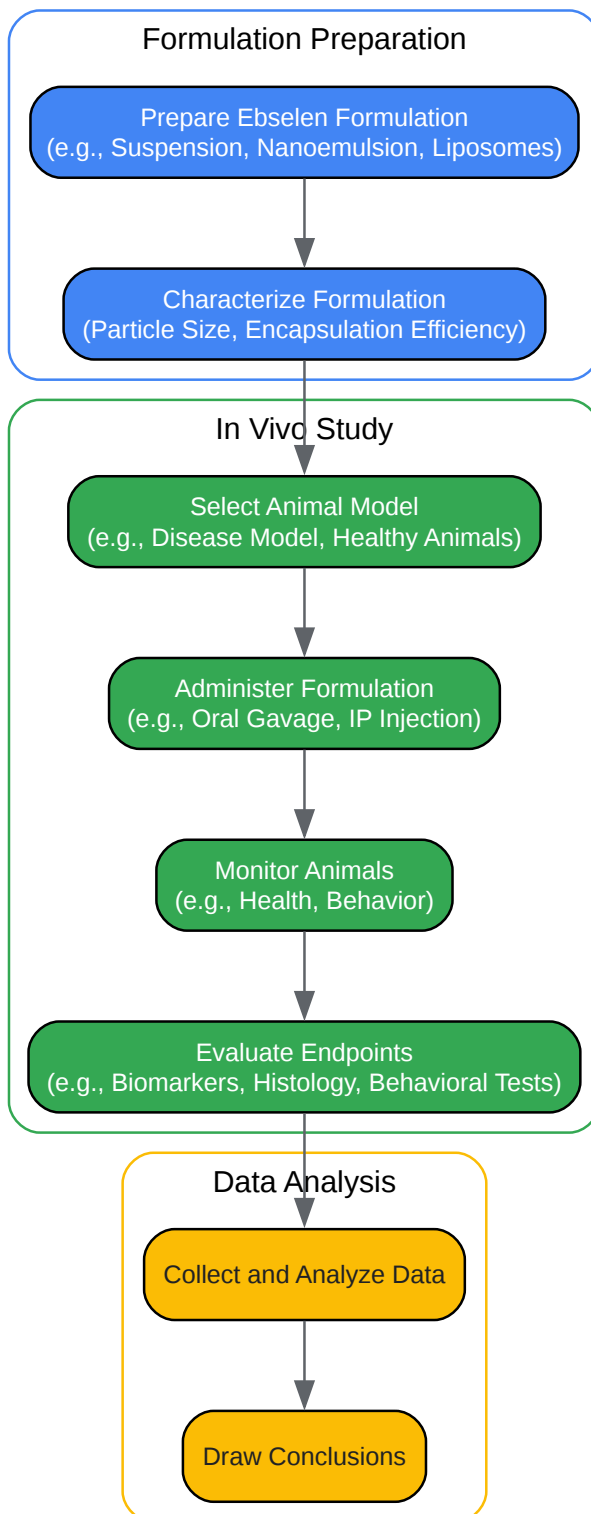 Formulation Preparation
Prepare Ebselen Formulation
(e.g., Suspension, Nanoemulsion, Liposomes)
Characterize Formulation
(Particle Size, Encapsulation Efficiency)
In Vivo Study
Select Animal Model
(e.g., Disease Model, Healthy Animals)
Administer Formulation
(e.g., Oral Gavage, IP Injection)
Monitor Animals
(e.g., Health, Behavior)
Evaluate Endpoints
(e.g., Biomarkers, Histology, Behavioral Tests)
Data Analysis
Collect and Analyze Data
Draw Conclusions